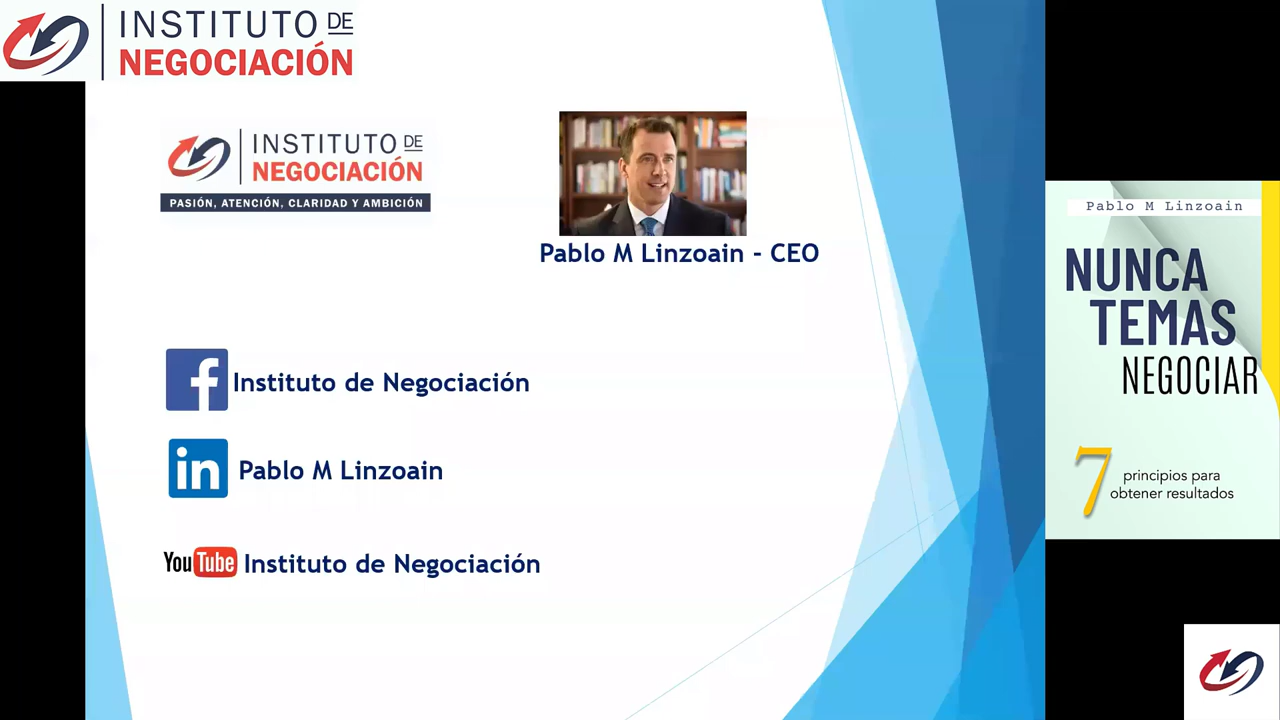 INSTITUTO DE
NEGOCIACIÓN
INSTITUTO DE
NEGOCIACIÓN
PASIÓN, ATENCIÓN, CLARIDAD Y AMBICIÓN
Pablo M Linzoain - CEO
f Instituto de Negociación
in Pablo M Linzoain
YouTube Instituto de Negociación
Pablo M Linzoain
NUNCA
TEMAS
NEGOCIAR
7 principios para
obtener resultados